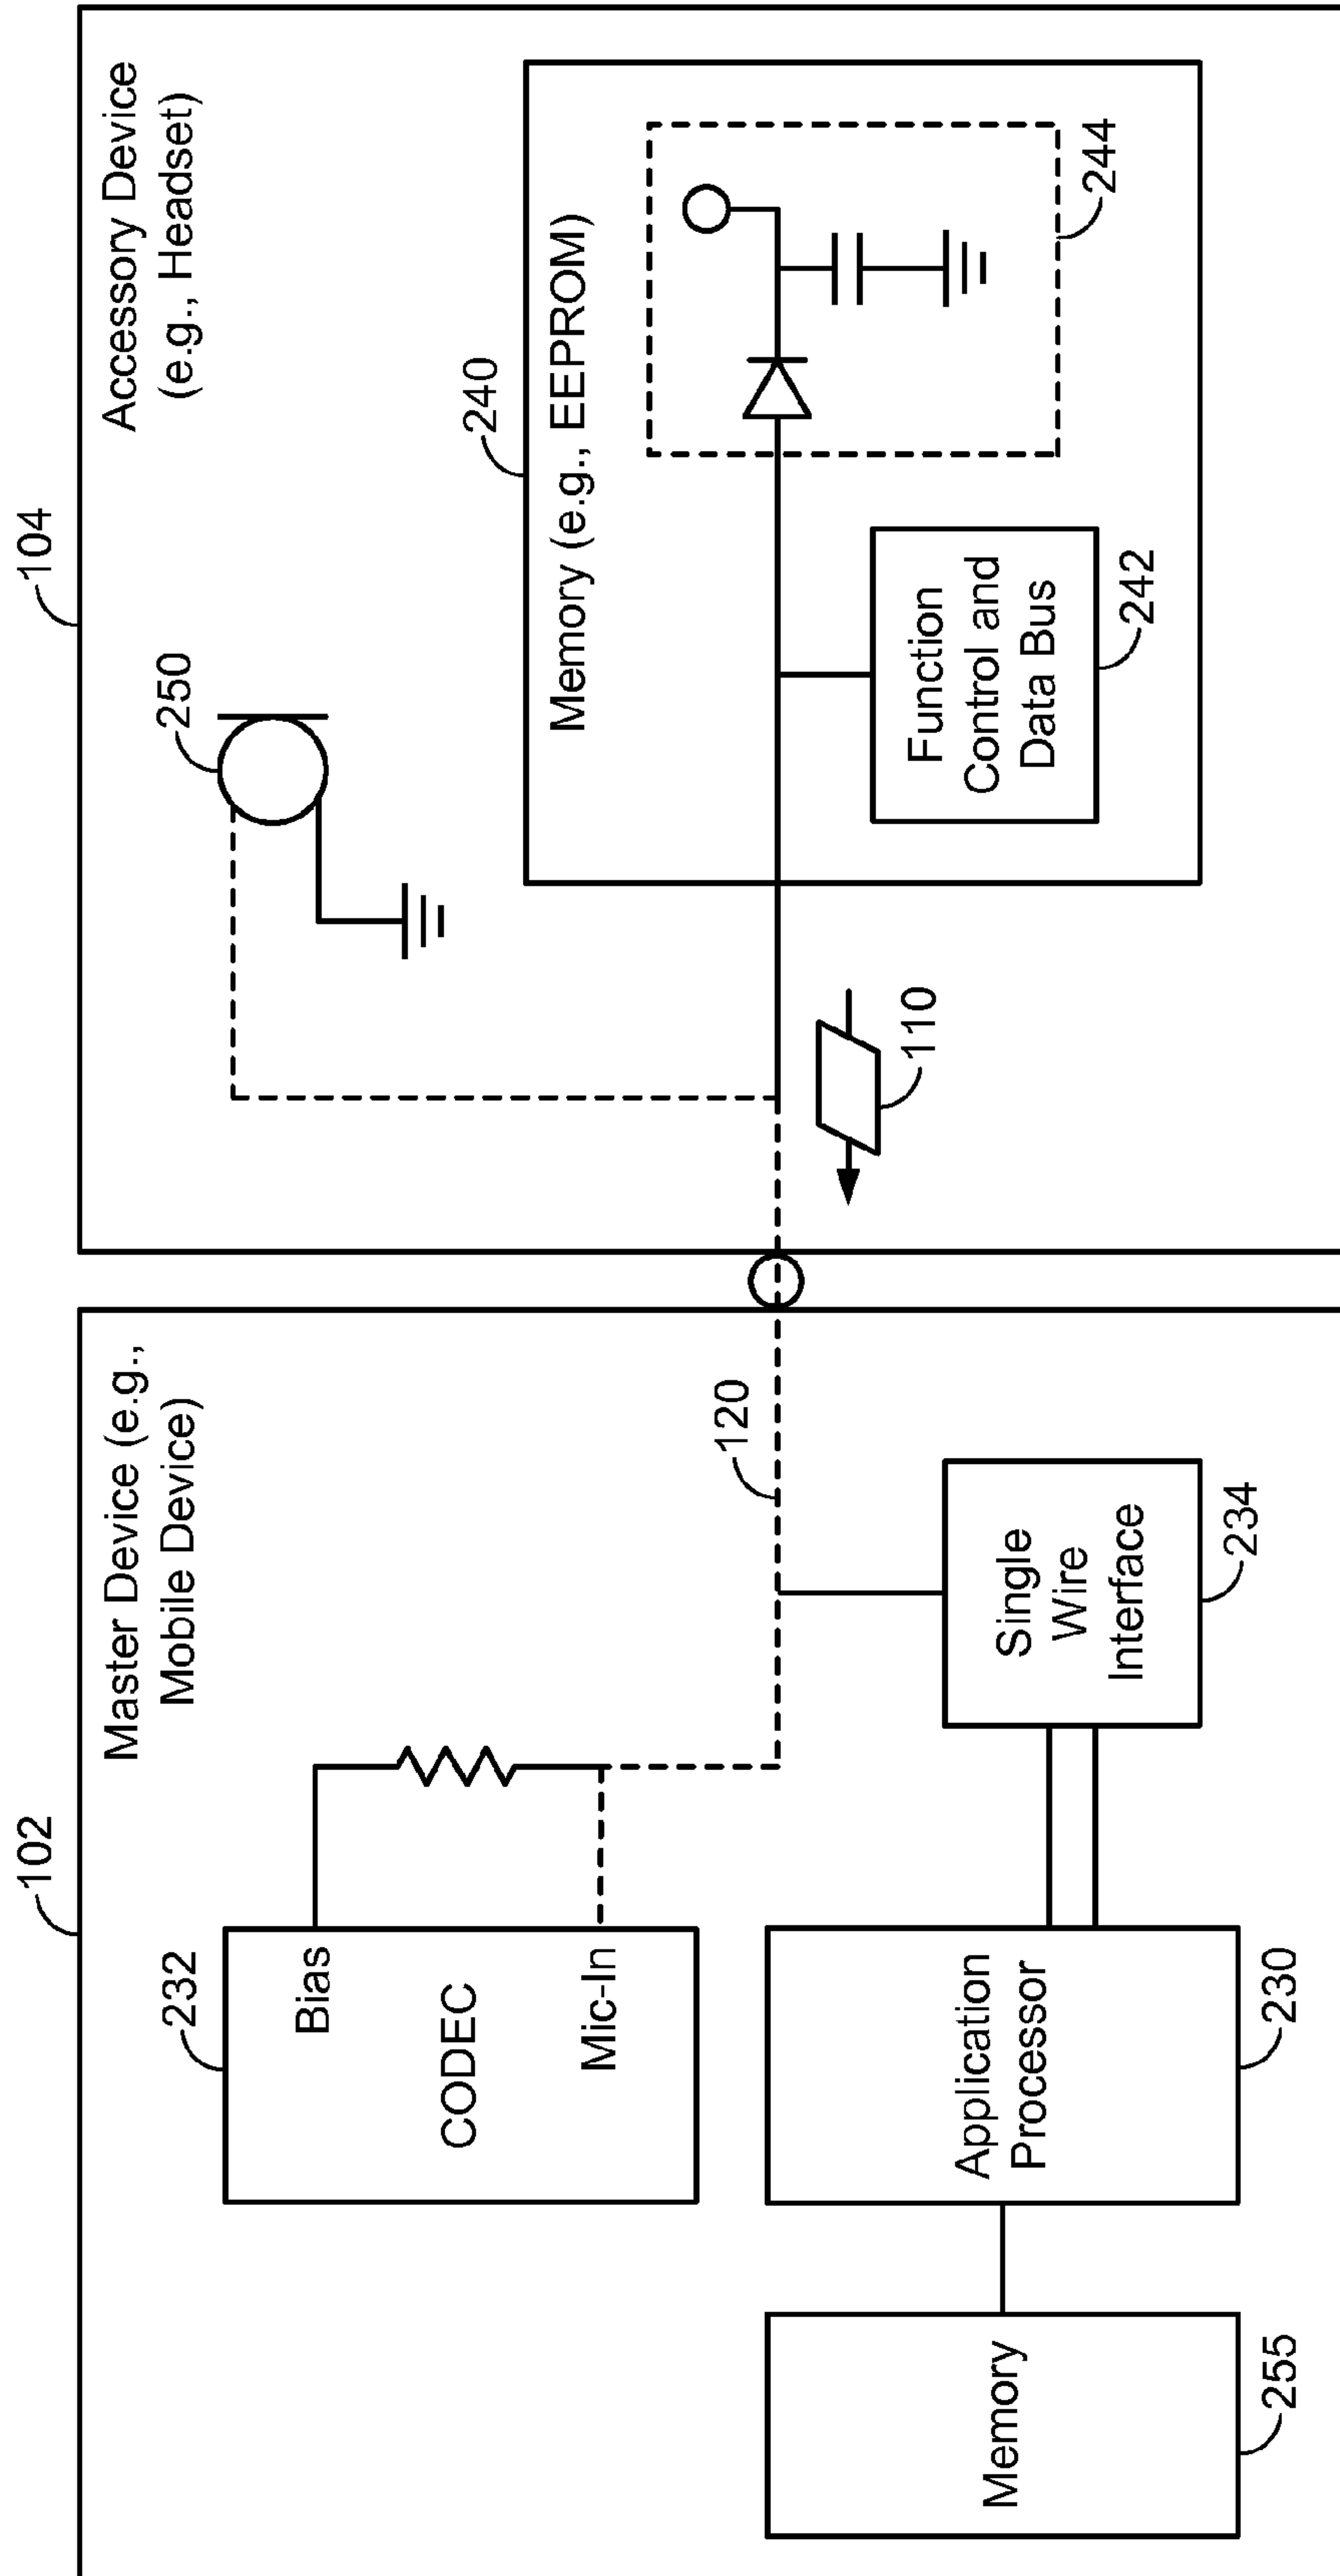 102
Master Device (e.g.,
Mobile Device)
232
Bias
CODEC
Mic-In
120
Memory
255
Application
Processor
230
Single
Wire
Interface
234
104
Accessory Device
(e.g., Headset)
250
240
Memory (e.g., EEPROM)
110
Function
Control and
Data Bus
242
244